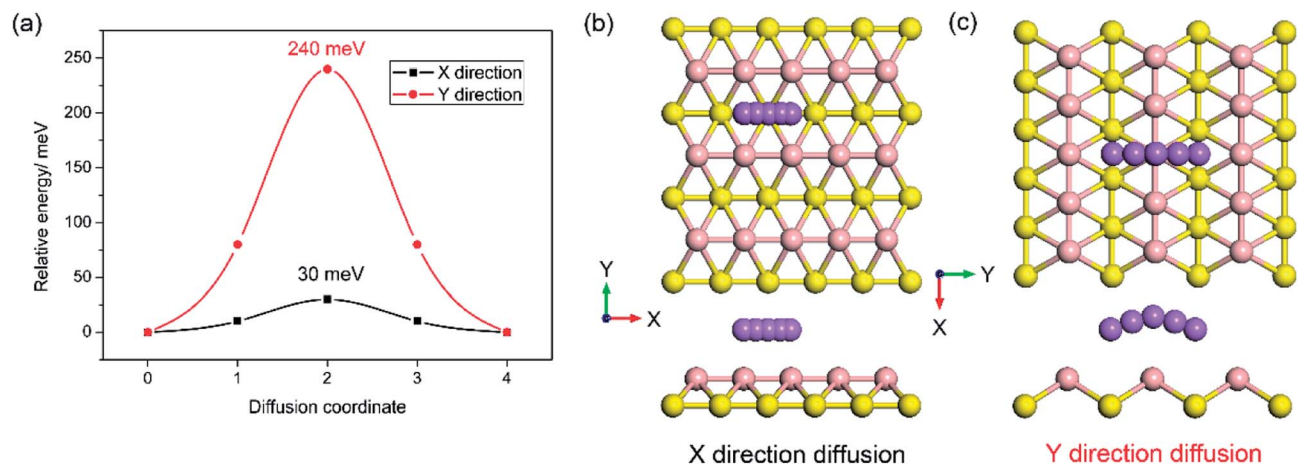 (a)
240 meV
X direction
Y direction
30 meV
250
200
150
100
50
0
Relative energy/ meV
0 1 2 3 4
Diffusion coordinate
(b)
Y
X
X direction diffusion
(c)
Y
X
Y direction diffusion